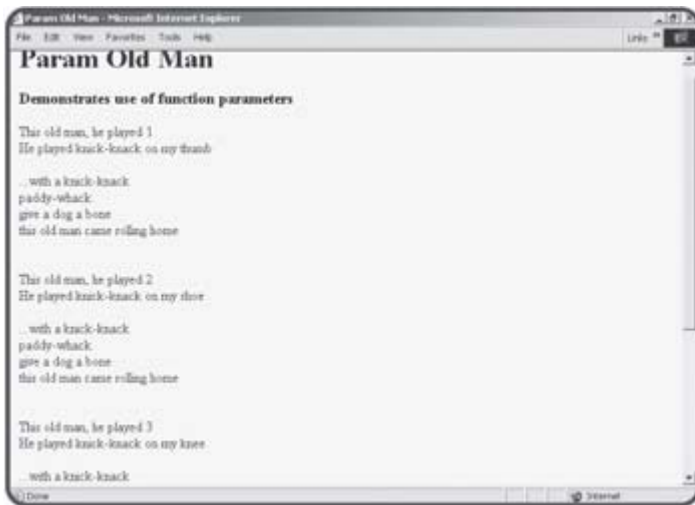 Param Old Man - Microsoft Internet Explorer
File Edit View Favorites Tools Help
Links »
Param Old Man
Demonstrates use of function parameters
This old man, he played 1
He played knick-knack on my thumb
...with a knick-knack
paddy-whack
give a dog a bone
this old man came rolling home
This old man, he played 2
He played knick-knack on my shoe
...with a knick-knack
paddy-whack
give a dog a bone
this old man came rolling home
This old man, he played 3
He played knick-knack on my knee
...with a knick-knack
Done
Internet